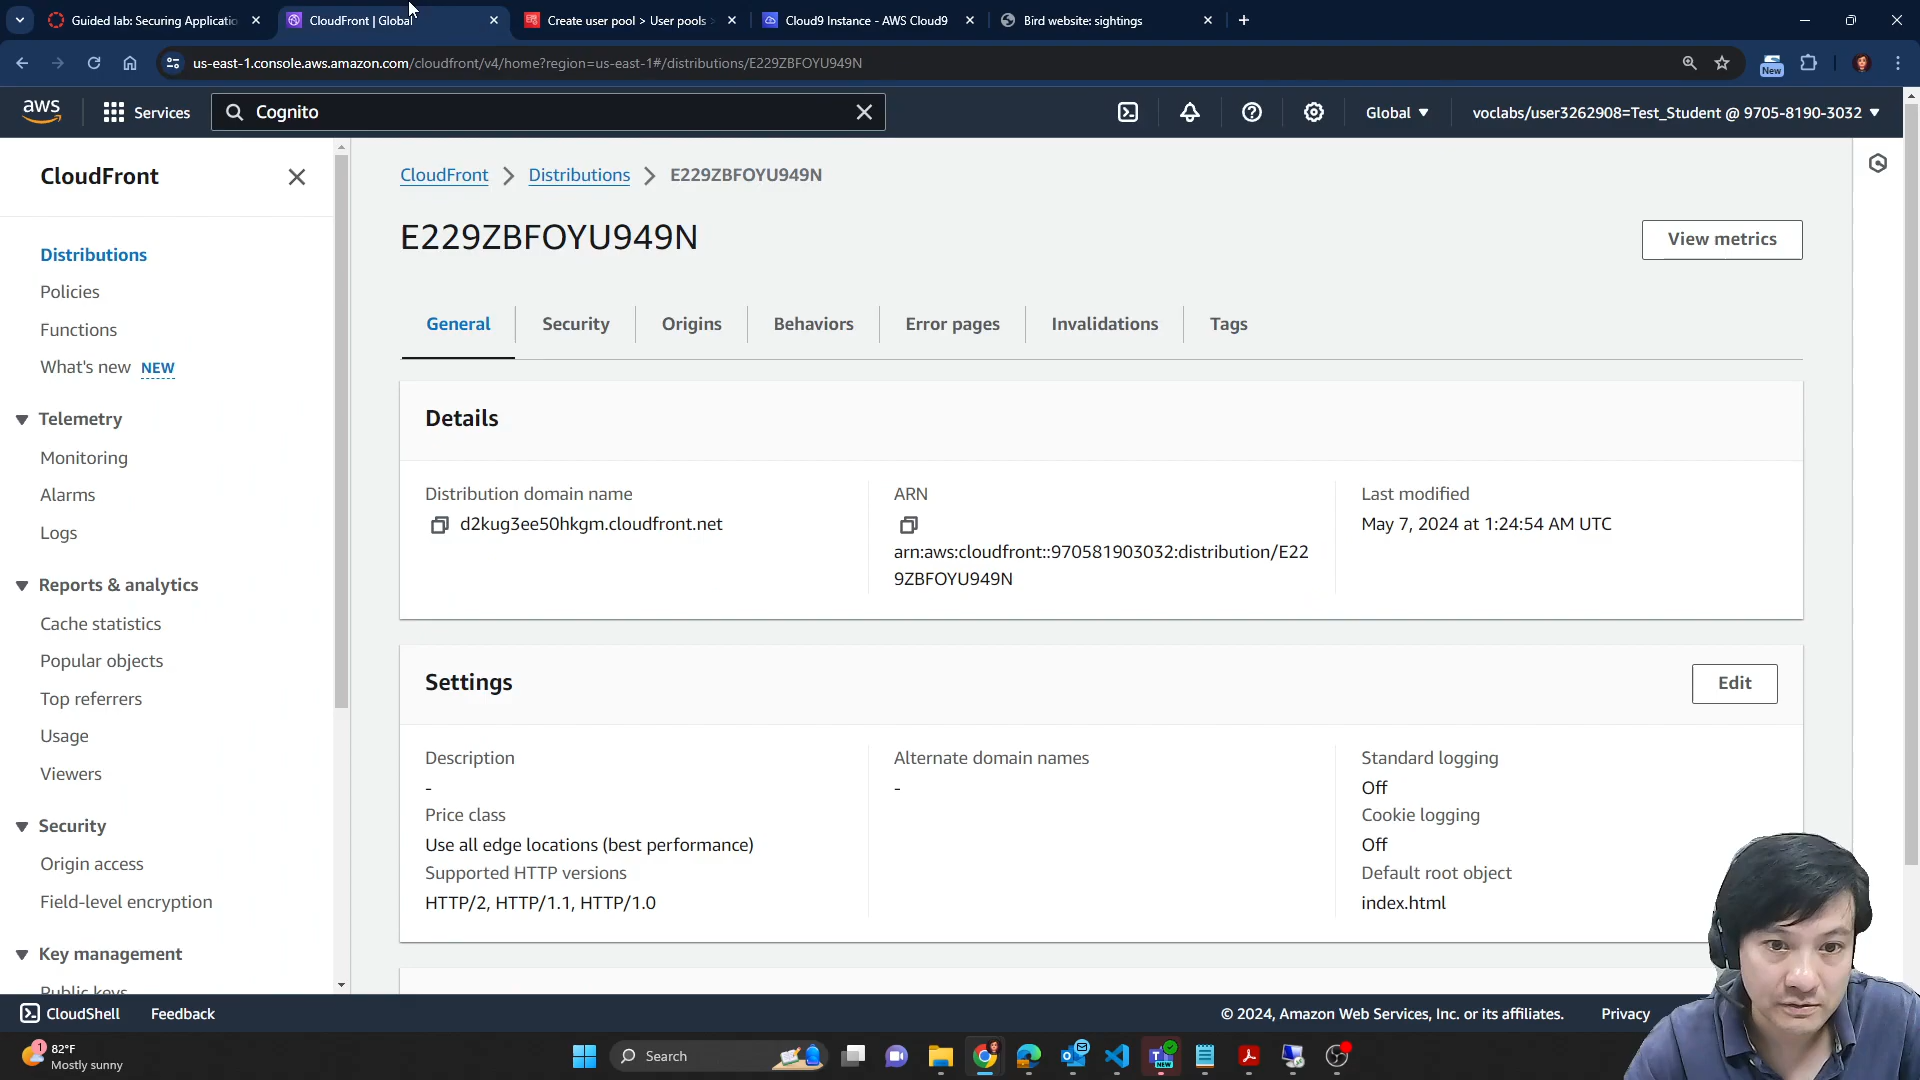 Guided lab: Securing Applicatio
CloudFront | Global
Create user pool > User pools
Cloud9 Instance - AWS Cloud9
Bird website: sightings
us-east-1.console.aws.amazon.com/cloudfront/v4/home?region=us-east-1#/distributions/E229ZBFOYU949N
New
aws
Services
Cognito
Global
voclabs/user3262908=Test_Student @ 9705-8190-3032
CloudFront
Distributions
Policies
Functions
What's new NEW
Telemetry
Monitoring
Alarms
Logs
Reports & analytics
Cache statistics
Popular objects
Top referrers
Usage
Viewers
Security
Origin access
Field-level encryption
Key management
Public keys
CloudFront > Distributions > E229ZBFOYU949N
E229ZBFOYU949N
View metrics
General
Security
Origins
Behaviors
Error pages
Invalidations
Tags
Details
Distribution domain name
d2kug3ee50hkgm.cloudfront.net
ARN
arn:aws:cloudfront::970581903032:distribution/E22
9ZBFOYU949N
Last modified
May 7, 2024 at 1:24:54 AM UTC
Settings
Edit
Description
-
Price class
Use all edge locations (best performance)
Supported HTTP versions
HTTP/2, HTTP/1.1, HTTP/1.0
Alternate domain names
-
Standard logging
Off
Cookie logging
Off
Default root object
index.html
CloudShell
Feedback
© 2024, Amazon Web Services, Inc. or its affiliates.
Privacy
1
82°F
Mostly sunny
Search
NEW